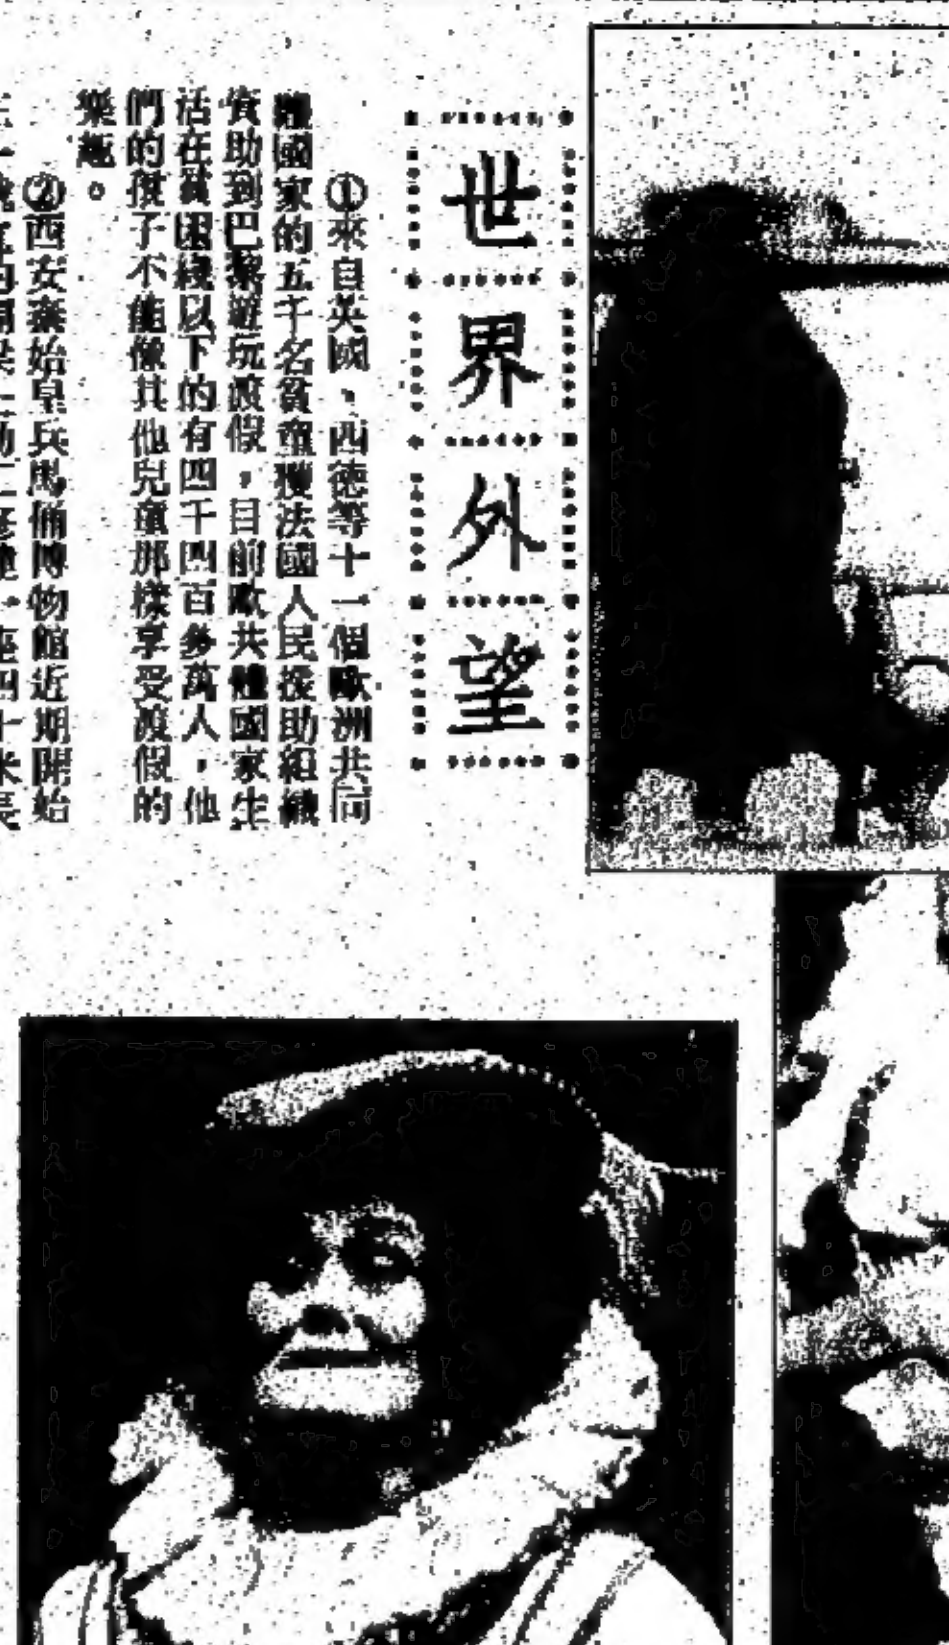 世界外望
①來自英國、西德等十一個歐洲共同
體國家的五千名貧童獲法國人民援助組織
資助到巴黎遊玩渡假，目前歐共體國家生
活在貧困綫以下的有四千四百多萬人，他
們的孩子不能像其他兒童那樣享受渡假的
樂趣。
②西安秦始皇兵馬俑博物館近期開始